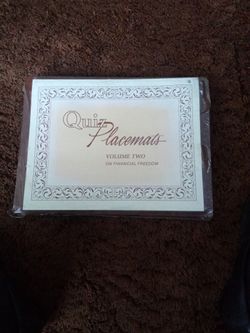 Quiz
Placemats
VOLUME TWO
ON FINANCIAL FREEDOM